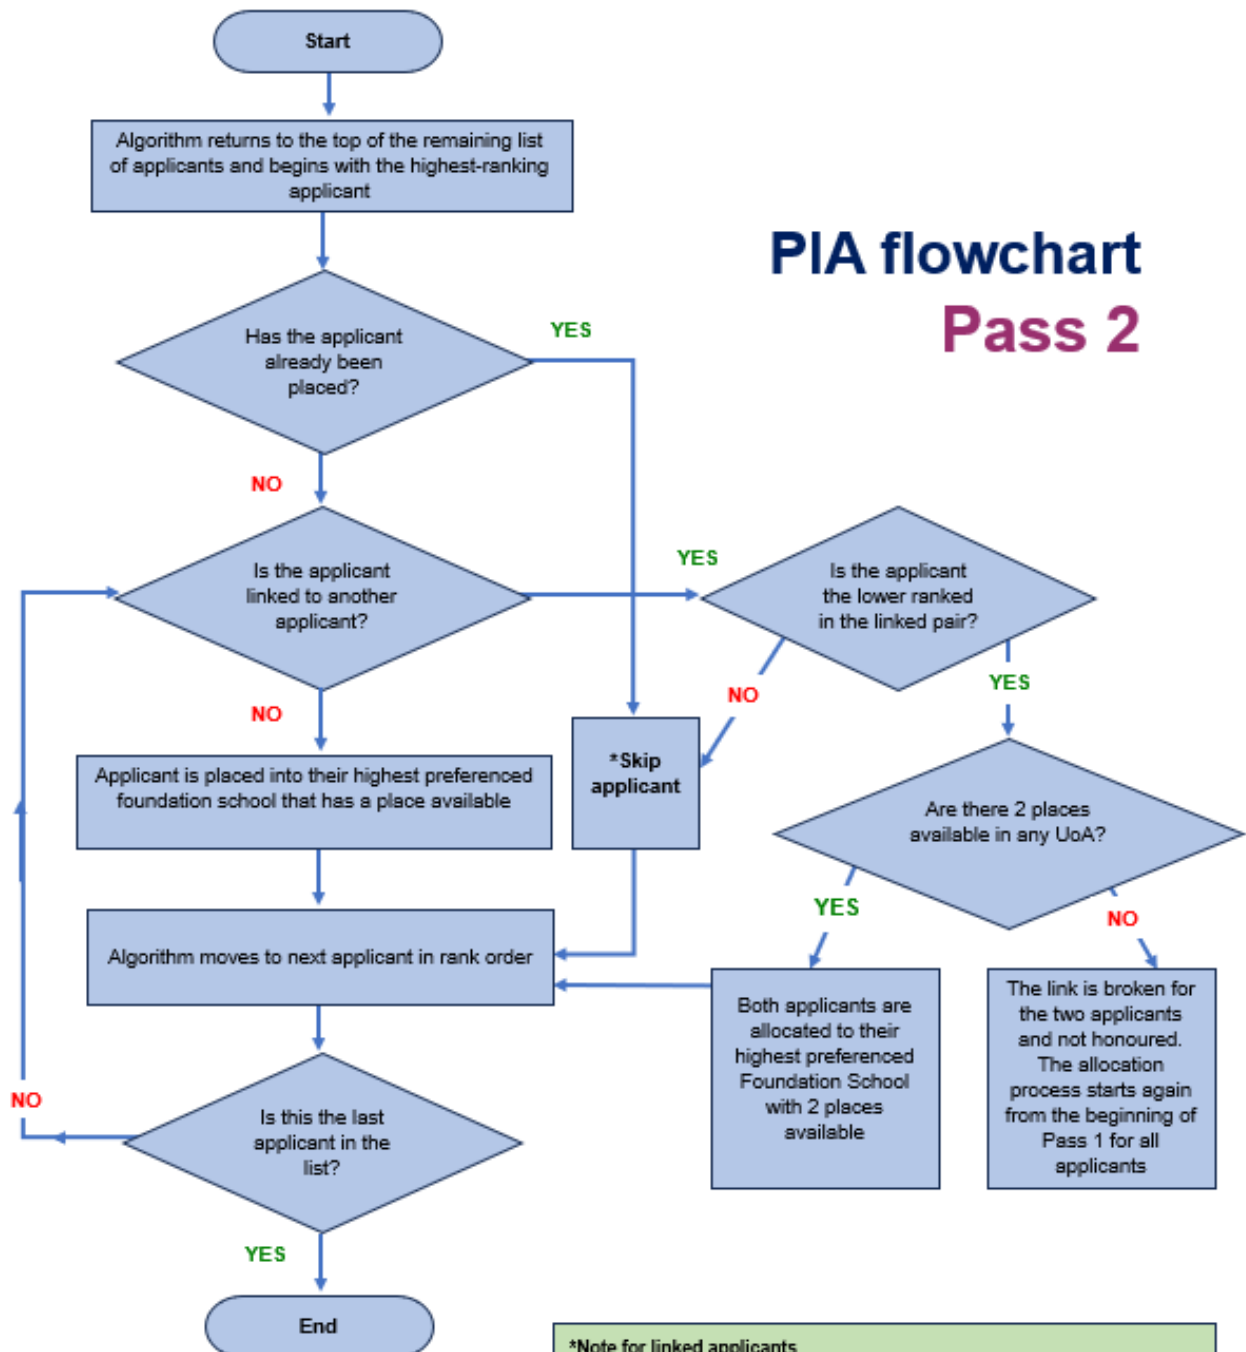 Start
Algorithm returns to the top of the remaining list
of applicants and begins with the highest-ranking
applicant
PIA flowchart
Pass 2
Has the applicant
already been
placed?
YES
NO
Is the applicant
linked to another
applicant?
YES
Is the applicant
the lower ranked
in the linked pair?
NO
NO
YES
*Skip
applicant
Applicant is placed into their highest preferenced
foundation school that has a place available
Are there 2 places
available in any UoA?
YES
NO
Algorithm moves to next applicant in rank order
Both applicants are
allocated to their
highest preferenced
Foundation School
with 2 places
available
The link is broken for
the two applicants
and not honoured.
The allocation
process starts again
from the beginning of
Pass 1 for all
applicants
Is this the last
applicant in the
list?
NO
YES
End
*Note for linked applicants